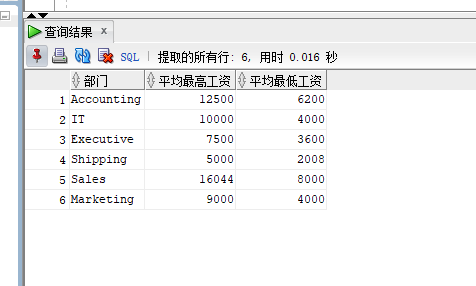 查询结果 ×
SQL | 提取的所有行: 6, 用时 0.016 秒
部门 平均最高工资 平均最低工资
1 Accounting 12500 6200
2 IT 10000 4000
3 Executive 7500 3600
4 Shipping 5000 2008
5 Sales 16044 8000
6 Marketing 9000 4000